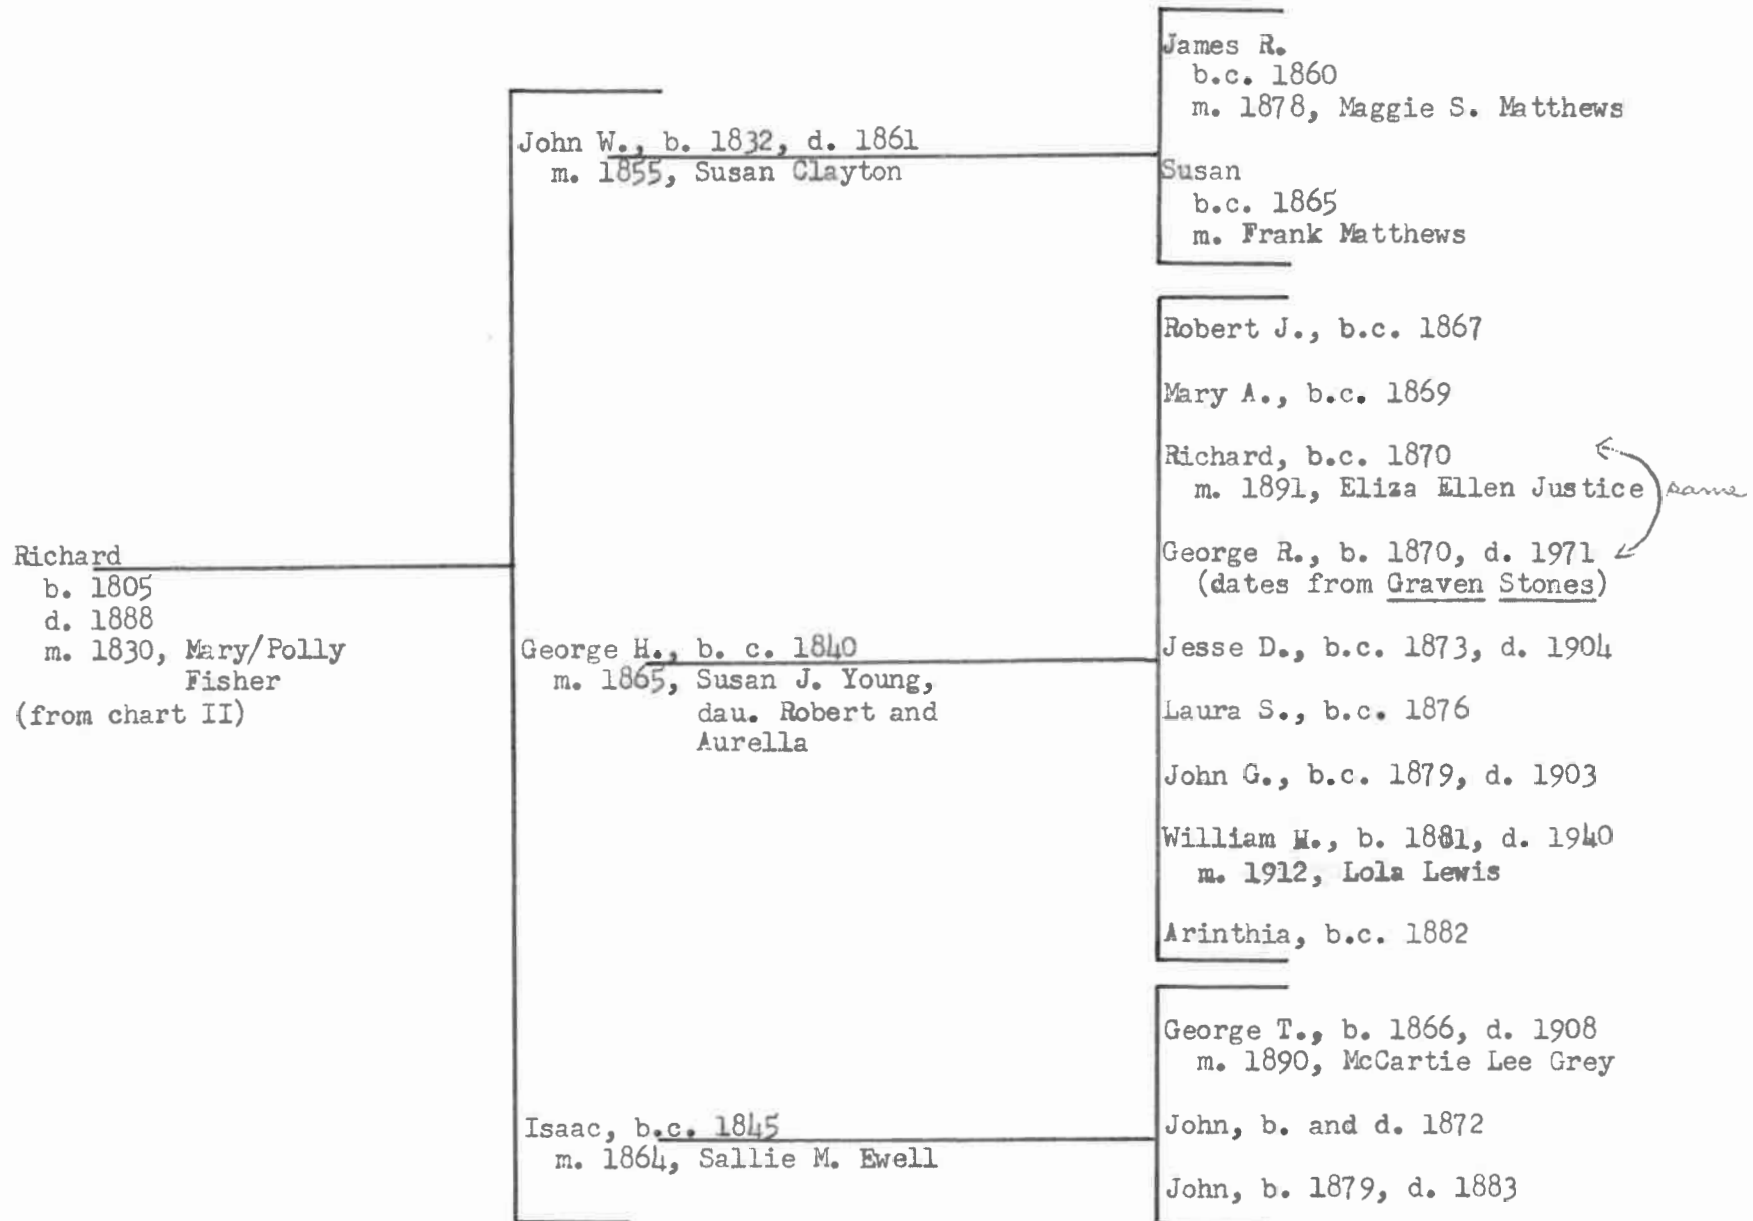 Richard
b. 1805
d. 1888
m. 1830, Mary/Polly
Fisher
(from chart II)
John W., b. 1832, d. 1861
m. 1855, Susan Clayton
George H., b. c. 1840
m. 1865, Susan J. Young,
dau. Robert and
Aurella
Isaac, b.c. 1845
m. 1864, Sallie M. Ewell
James R.
b.c. 1860
m. 1878, Maggie S. Matthews
Susan
b.c. 1865
m. Frank Matthews
Robert J., b.c. 1867
Mary A., b.c. 1869
Richard, b.c. 1870
m. 1891, Eliza Ellen Justice
same
George R., b. 1870, d. 1971
(dates from Graven Stones)
Jesse D., b.c. 1873, d. 1904
Laura S., b.c. 1876
John G., b.c. 1879, d. 1903
William H., b. 1881, d. 1940
m. 1912, Lola Lewis
Arinthia, b.c. 1882
George T., b. 1866, d. 1908
m. 1890, McCartie Lee Grey
John, b. and d. 1872
John, b. 1879, d. 1883